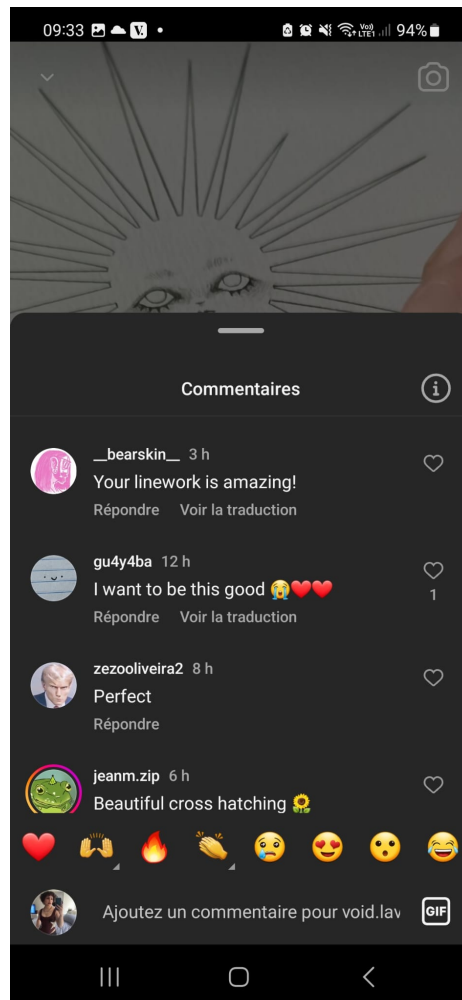 09:33 94%
Vo))
LTE1
Commentaires
__bearskin__ 3 h
Your linework is amazing!
Répondre Voir la traduction
gu4y4ba 12 h
I want to be this good 😭❤️❤️
1
Répondre Voir la traduction
zezooliveira2 8 h
Perfect
Répondre
jeanm.zip 6 h
Beautiful cross hatching 🌻
Ajoutez un commentaire pour void.lav
GIF